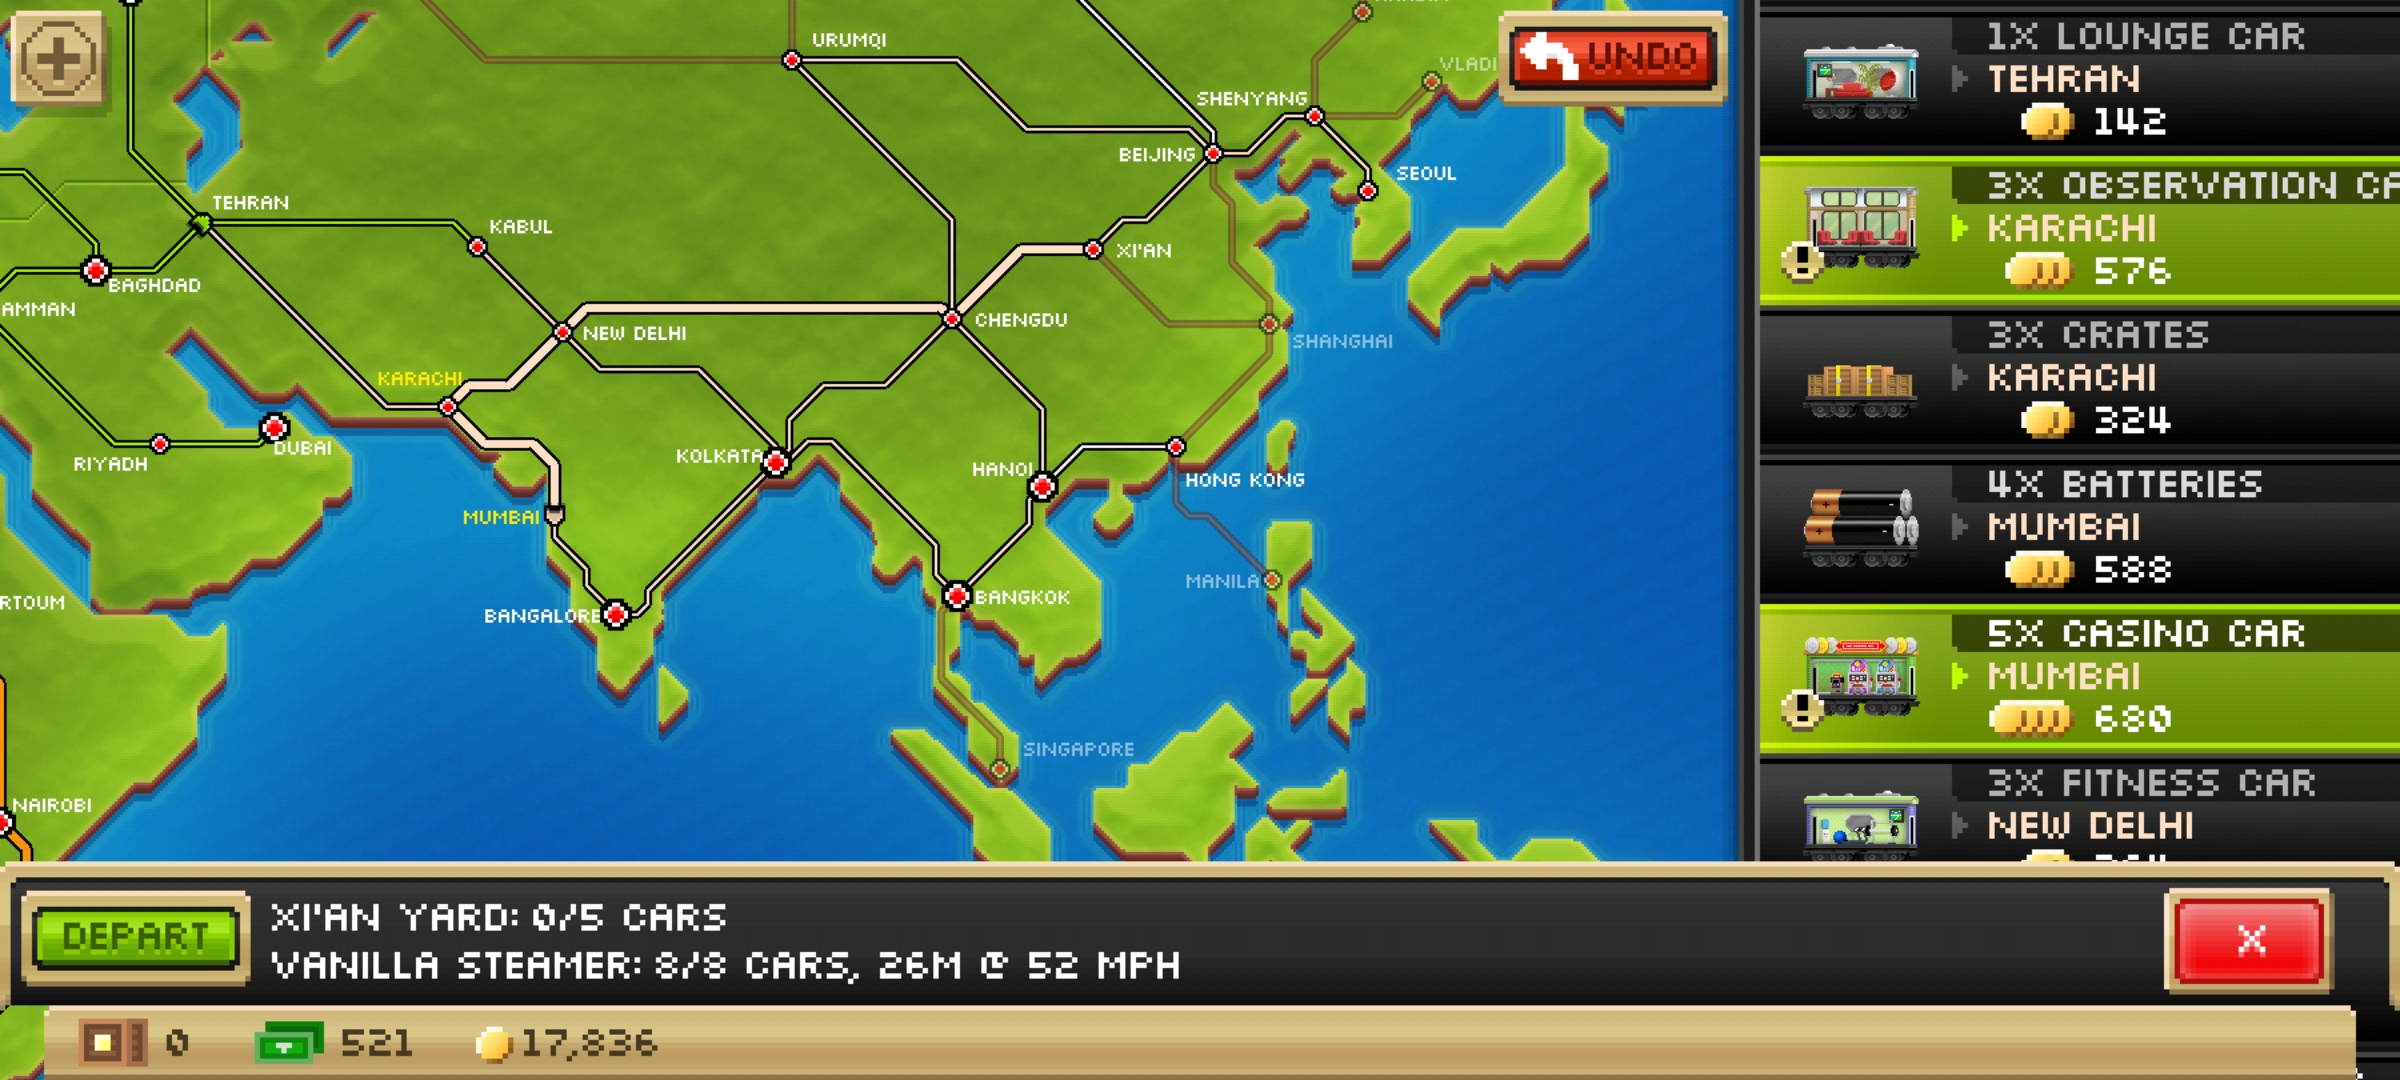 URUMQI
VLADI
UNDO
SHENYANG
BEIJING
SEOUL
TEHRAN
KABUL
XI'AN
BAGHDAD
AMMAN
NEW DELHI
CHENGDU
SHANGHAI
KARACHI
RIYADH
DUBAI
KOLKATA
HANOI
HONG KONG
MUMBAI
MANILA
RTOUM
BANGALORE
BANGKOK
SINGAPORE
NAIROBI
1X LOUNGE CAR
TEHRAN
142
3X OBSERVATION CA
KARACHI
576
3X CRATES
KARACHI
324
4X BATTERIES
MUMBAI
588
5X CASINO CAR
MUMBAI
680
3X FITNESS CAR
NEW DELHI
DEPART
XI'AN YARD: 0/5 CARS
VANILLA STEAMER: 8/8 CARS, 26M @ 52 MPH
X
0
521
17,836